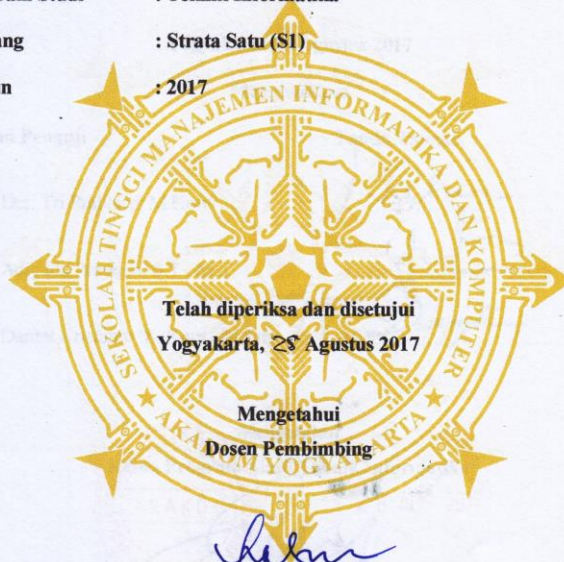 : Strata Satu (S1)
: 2017
SEKOLAH TINGGI MANAJEMEN INFORMATIKA DAN KOMPUTER
Telah diperiksa dan disetujui
Yogyakarta, 28 Agustus 2017
Mengetahui
Dosen Pembimbing
★ AKAKOM YOGYAKARTA ★